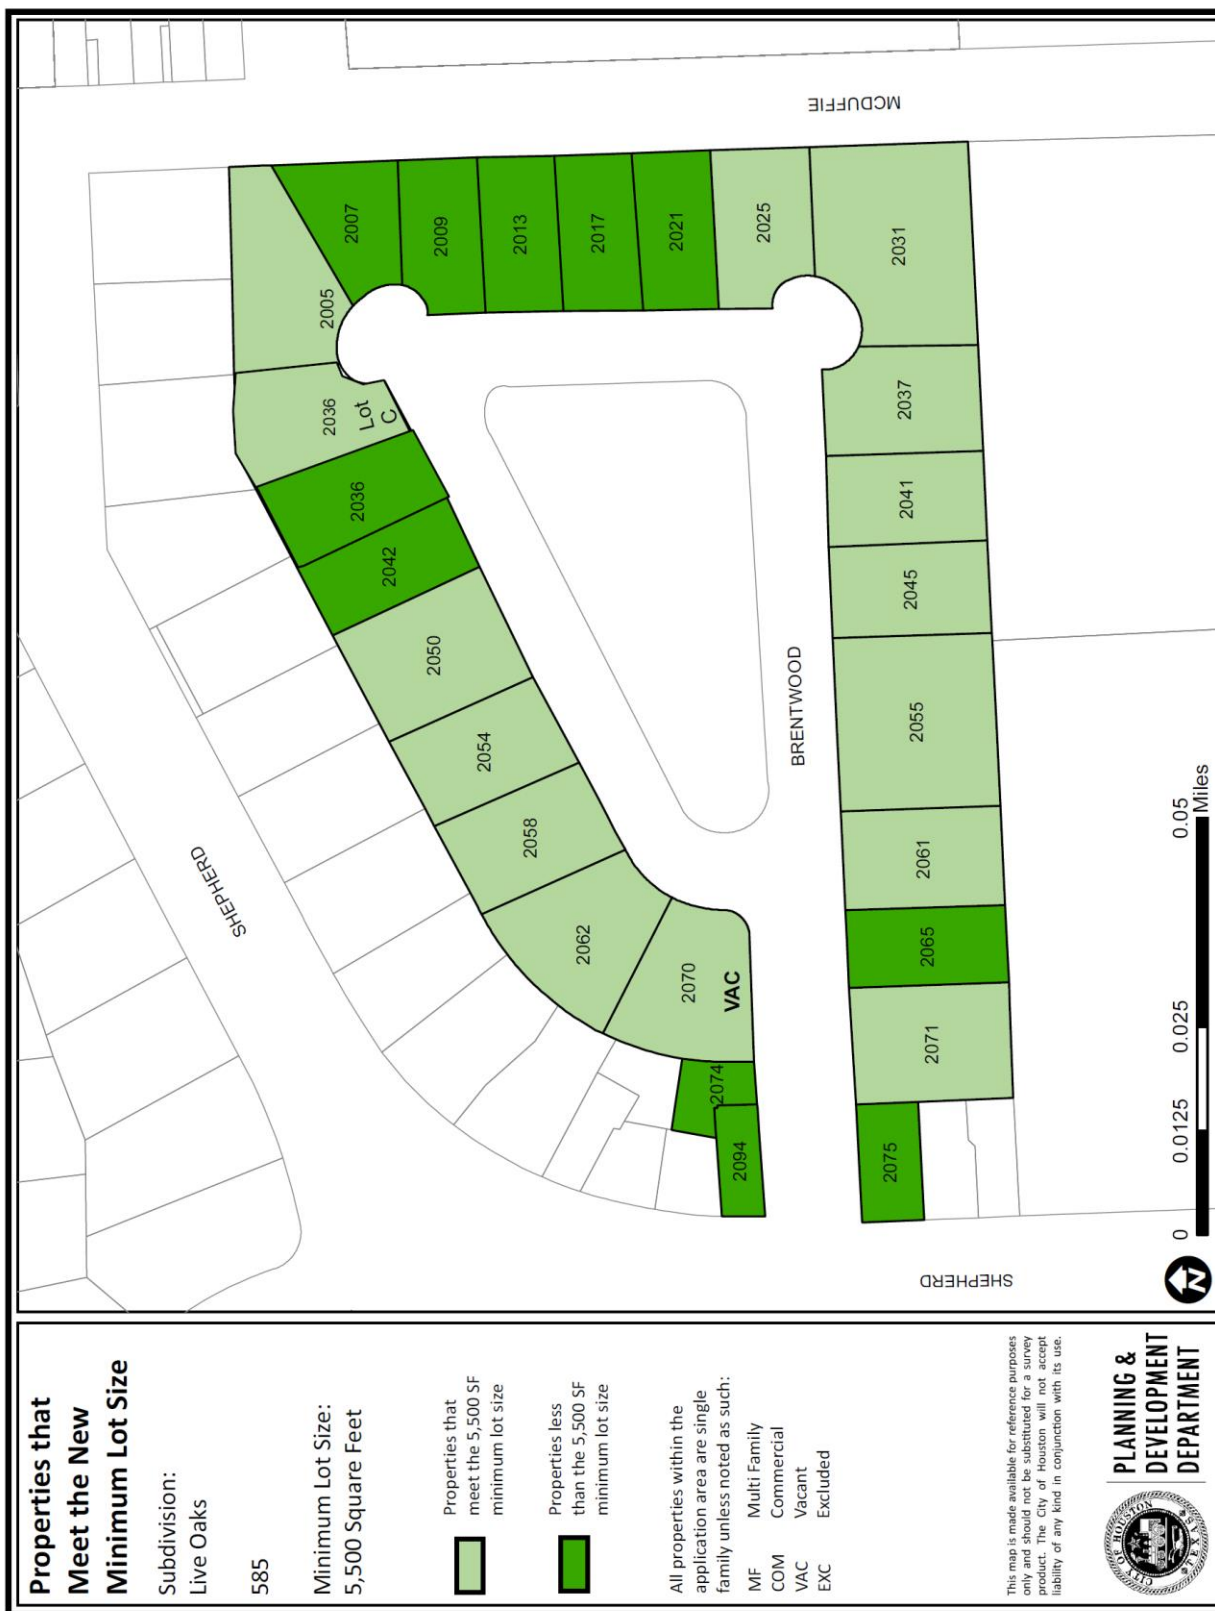 Properties that
Meet the New
Minimum Lot Size
Subdivision:
Live Oaks
585
Minimum Lot Size:
5,500 Square Feet
Properties that
meet the 5,500 SF
minimum lot size
Properties less
than the 5,500 SF
minimum lot size
All properties within the
application area are single
family unless noted as such:
MF Multi Family
COM Commercial
VAC Vacant
EXC Excluded
This map is made available for reference purposes
only and should not be substituted for a survey
product. The City of Houston will not accept
liability of any kind in conjunction with its use.
CITY OF HOUSTON
TEXAS
PLANNING &
DEVELOPMENT
DEPARTMENT
SHEPHERD
SHEPHERD
BRENTWOOD
MCDUFFIE
2094
2074
2070
VAC
2062
2058
2054
2050
2042
2036
2036
Lot
C
2005
2007
2009
2013
2017
2021
2025
2031
2037
2041
2045
2055
2061
2065
2071
2075
N
0 0.0125 0.025 0.05
Miles